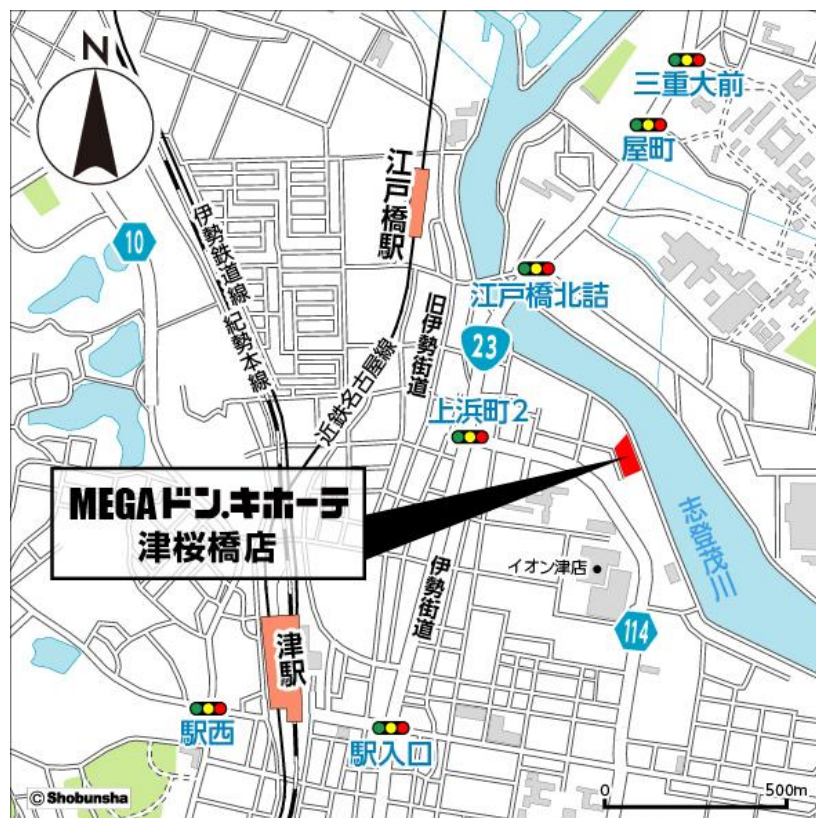 N
三重大前
屋町
江戸橋駅
10
伊勢鉄道線 紀勢本線
江戸橋北詰
旧伊勢街道
23
近鉄名古屋線
上浜町2
MEGAドン.キホーテ
津桜橋店
志登茂川
イオン津店
伊勢街道
114
津駅
駅西
駅入口
© Shobunsha
0
500m